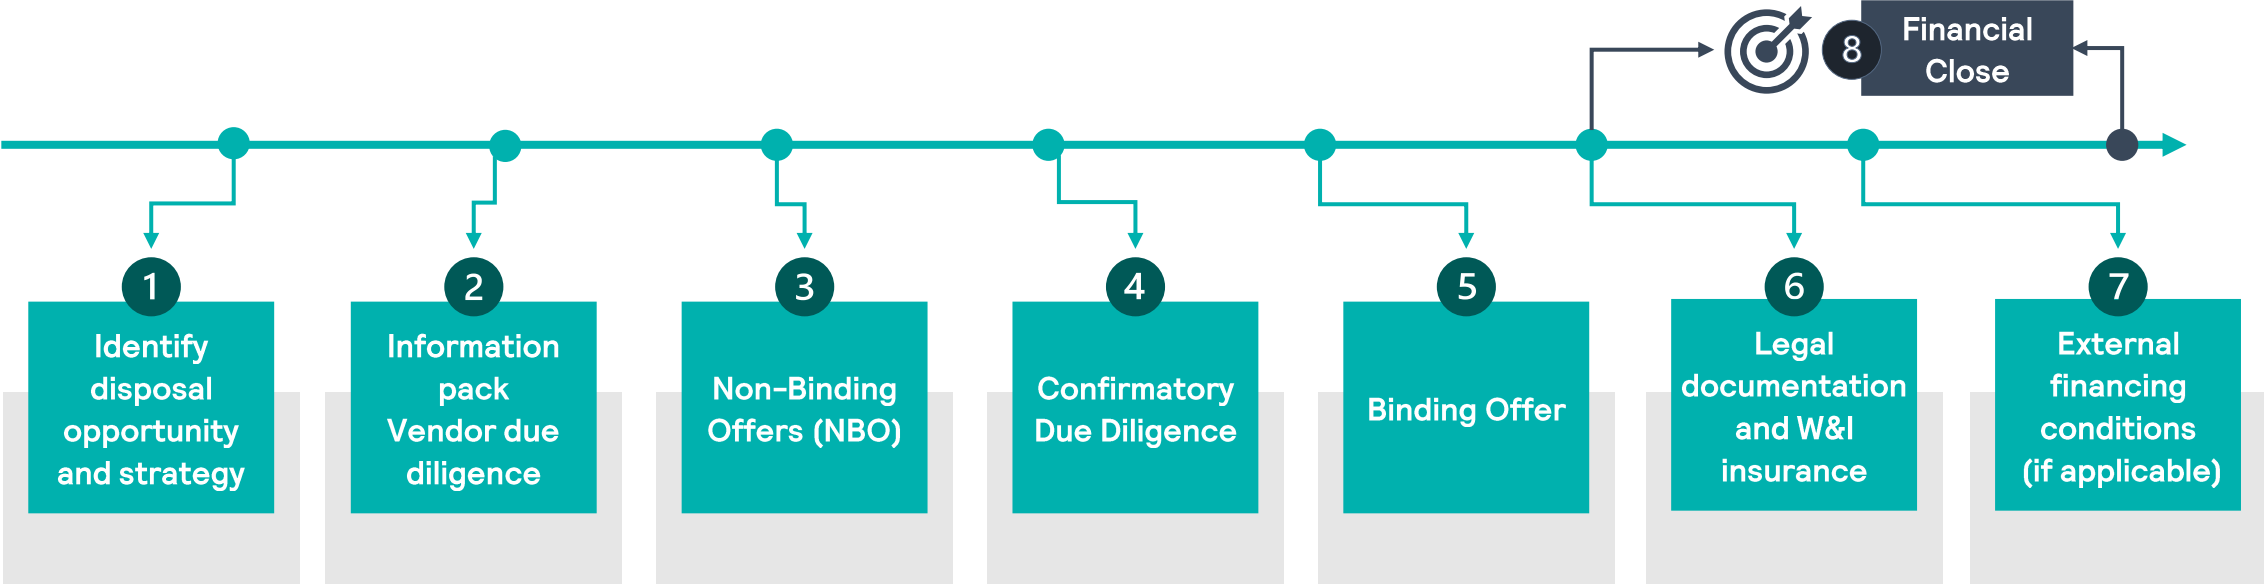 8
Financial
Close
1
Identify
disposal
opportunity
and strategy
2
Information
pack
Vendor due
diligence
3
Non-Binding
Offers (NBO)
4
Confirmatory
Due Diligence
5
Binding Offer
6
Legal
documentation
and W&I
insurance
7
External
financing
conditions
(if applicable)